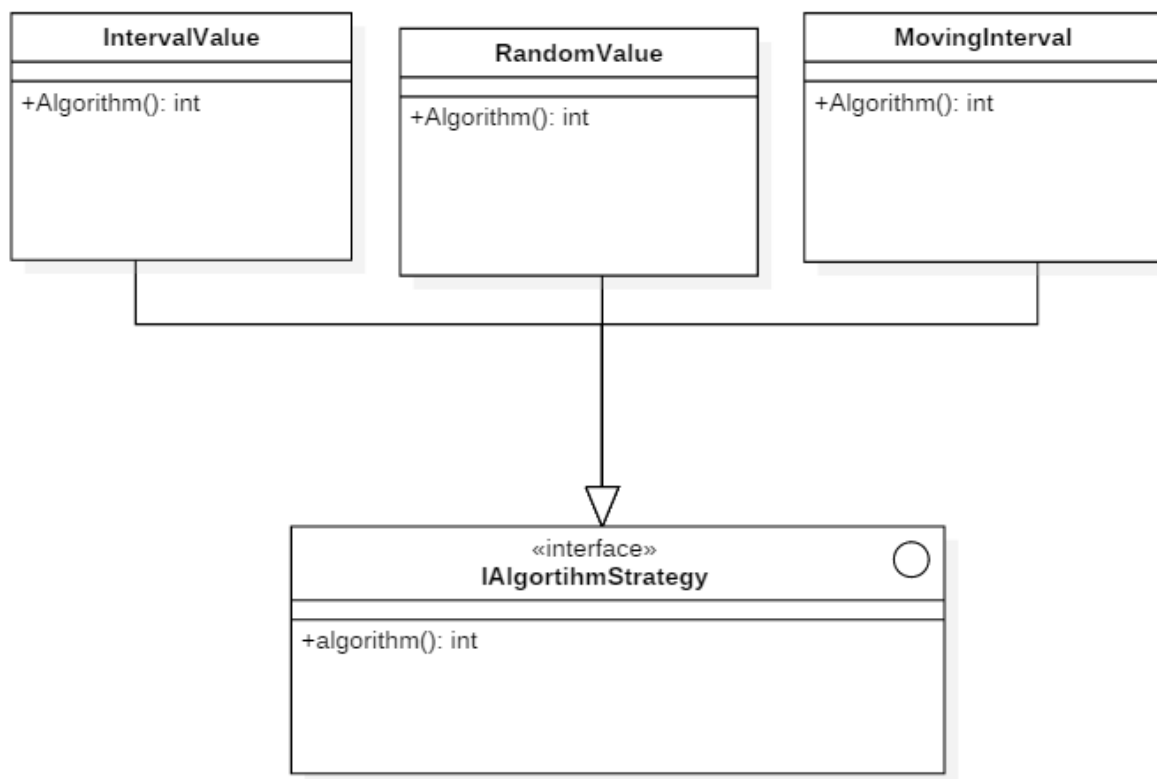 IntervalValue
+Algorithm(): int
RandomValue
+Algorithm(): int
MovingInterval
+Algorithm(): int
«interface»
IAlgortihmStrategy
+algorithm(): int